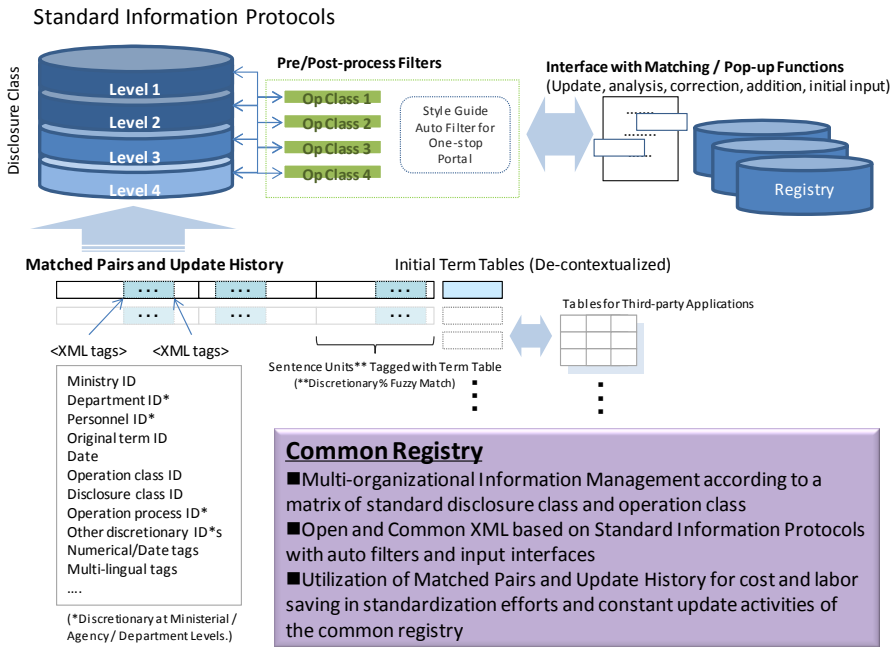 Standard Information Protocols
Disclosure Class
Level 1
Level 2
Level 3
Level 4
Pre/Post-process Filters
Op Class 1
Op Class 2
Op Class 3
Op Class 4
Style Guide
Auto Filter for
One-stop
Portal
Interface with Matching / Pop-up Functions
(Update, analysis, correction, addition, initial input)
Registry
Matched Pairs and Update History
Initial Term Tables (De-contextualized)
Tables for Third-party Applications
<XML tags> <XML tags>
Sentence Units** Tagged with Term Table
(**Discretionary % Fuzzy Match)
Ministry ID
Department ID*
Personnel ID*
Original term ID
Date
Operation class ID
Disclosure class ID
Operation process ID*
Other discretionary ID*s
Numerical/Date tags
Multi-lingual tags
....
(*Discretionary at Ministerial /
Agency / Department Levels.)
Common Registry
■Multi-organizational Information Management according to a
matrix of standard disclosure class and operation class
■Open and Common XML based on Standard Information Protocols
with auto filters and input interfaces
■Utilization of Matched Pairs and Update History for cost and labor
saving in standardization efforts and constant update activities of
the common registry